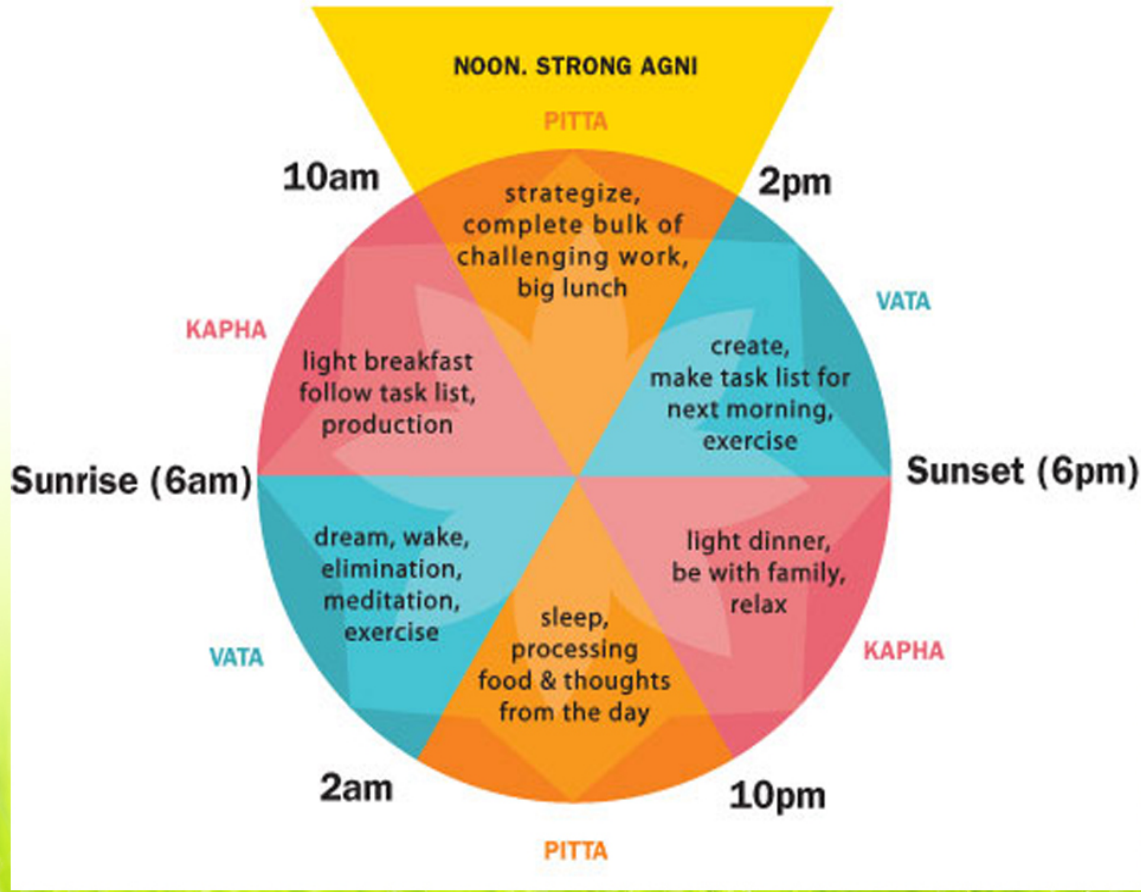 NOON. STRONG AGNI
PITTA
10am
2pm
strategize,
complete bulk of
challenging work,
big lunch
KAPHA
VATA
light breakfast
follow task list,
production
create,
make task list for
next morning,
exercise
Sunrise (6am)
Sunset (6pm)
dream, wake,
elimination,
meditation,
exercise
light dinner,
be with family,
relax
sleep,
processing
food & thoughts
from the day
VATA
KAPHA
2am
10pm
PITTA